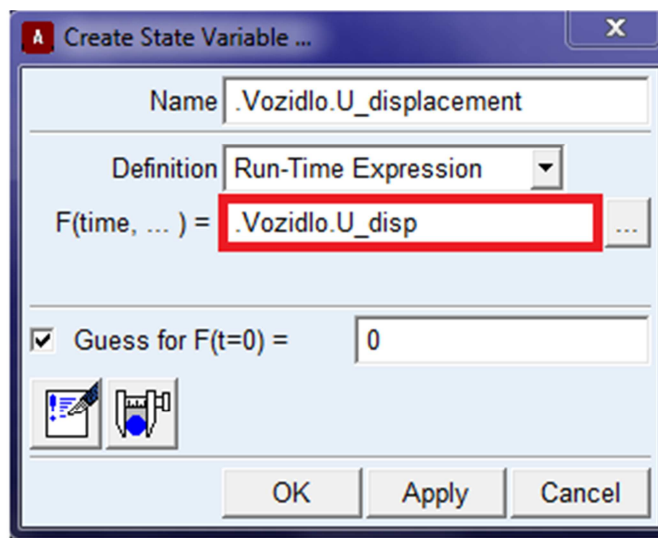 Create State Variable ...
X
Name .Vozidlo.U_displacement
Definition Run-Time Expression
F(time, ... ) = .Vozidlo.U_disp ...
Guess for F(t=0) = 0
OK Apply Cancel